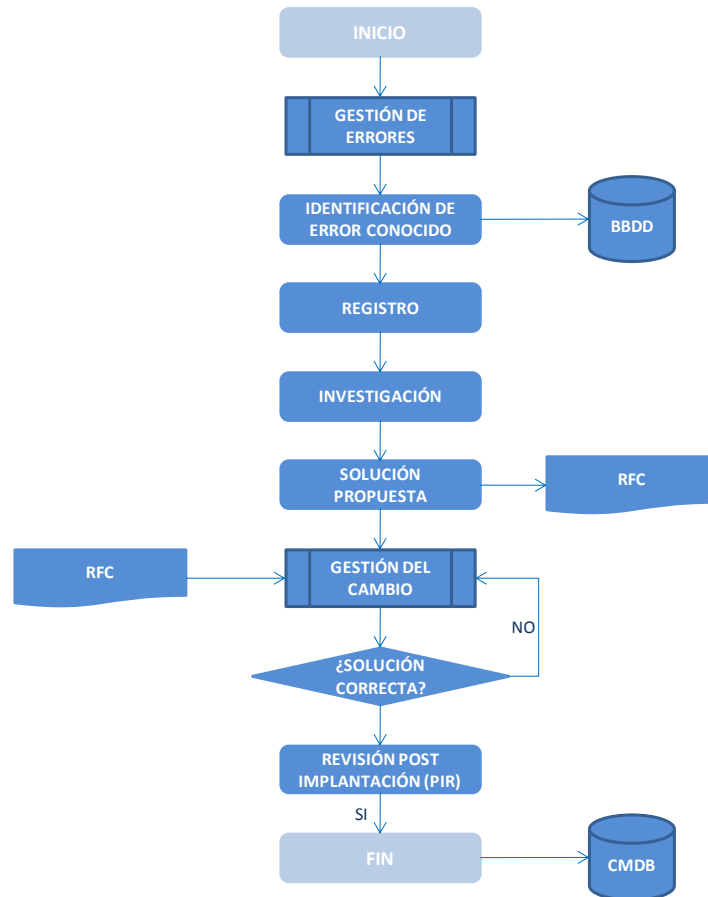 INICIO
GESTIÓN DE
ERRORES
IDENTIFICACIÓN DE
ERROR CONOCIDO
BBDD
REGISTRO
INVESTIGACIÓN
SOLUCIÓN
PROPUESTA
RFC
RFC
GESTIÓN DEL
CAMBIO
NO
¿SOLUCIÓN
CORRECTA?
REVISIÓN POST
IMPLANTACIÓN (PIR)
SI
FIN
CMDB